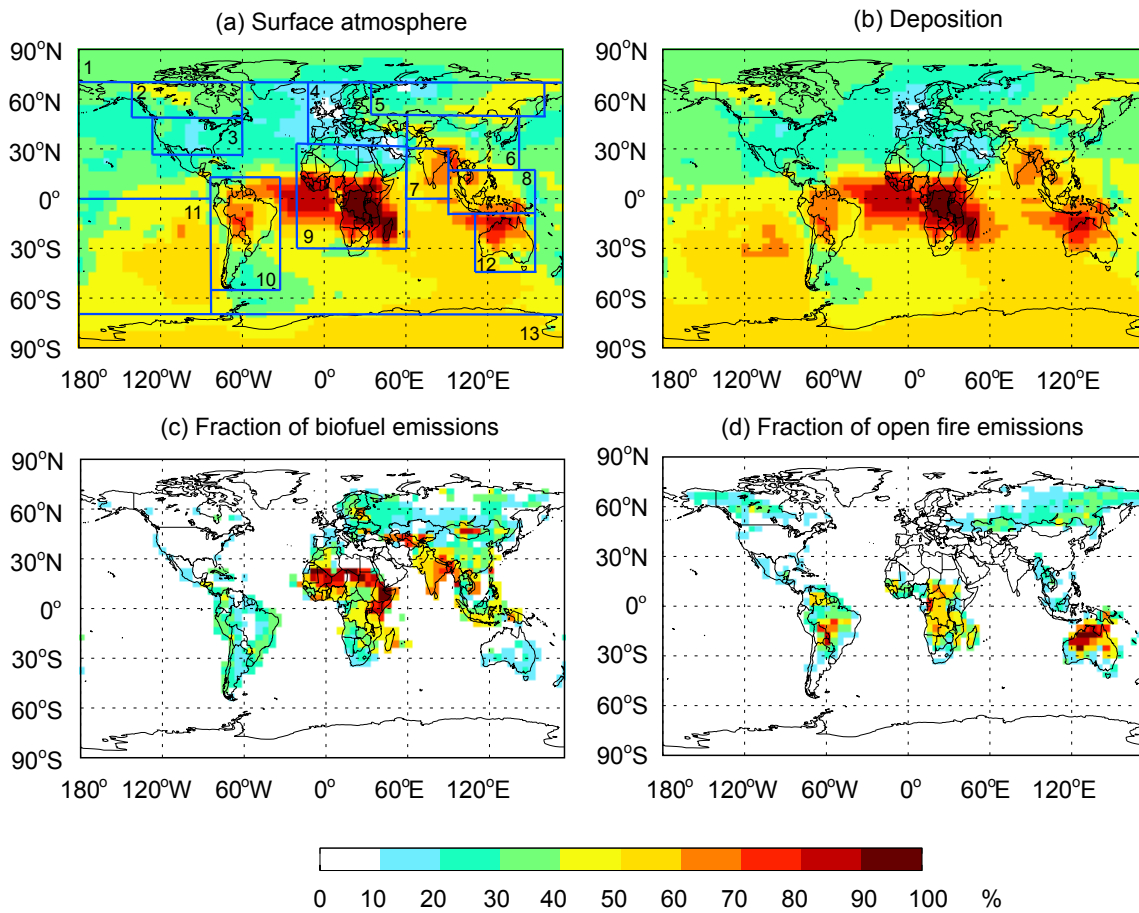 (a) Surface atmosphere
(b) Deposition
90°N
60°N
30°N
0°
30°S
60°S
90°S
1
2
3
4
5
6
7
8
9
10
11
12
13
180° 120°W 60°W 0° 60°E 120°E
90°N
60°N
30°N
0°
30°S
60°S
90°S
180° 120°W 60°W 0° 60°E 120°E
(c) Fraction of biofuel emissions
(d) Fraction of open fire emissions
90°N
60°N
30°N
0°
30°S
60°S
90°S
180° 120°W 60°W 0° 60°E 120°E
90°N
60°N
30°N
0°
30°S
60°S
90°S
180° 120°W 60°W 0° 60°E 120°E
0 10 20 30 40 50 60 70 80 90 100 %